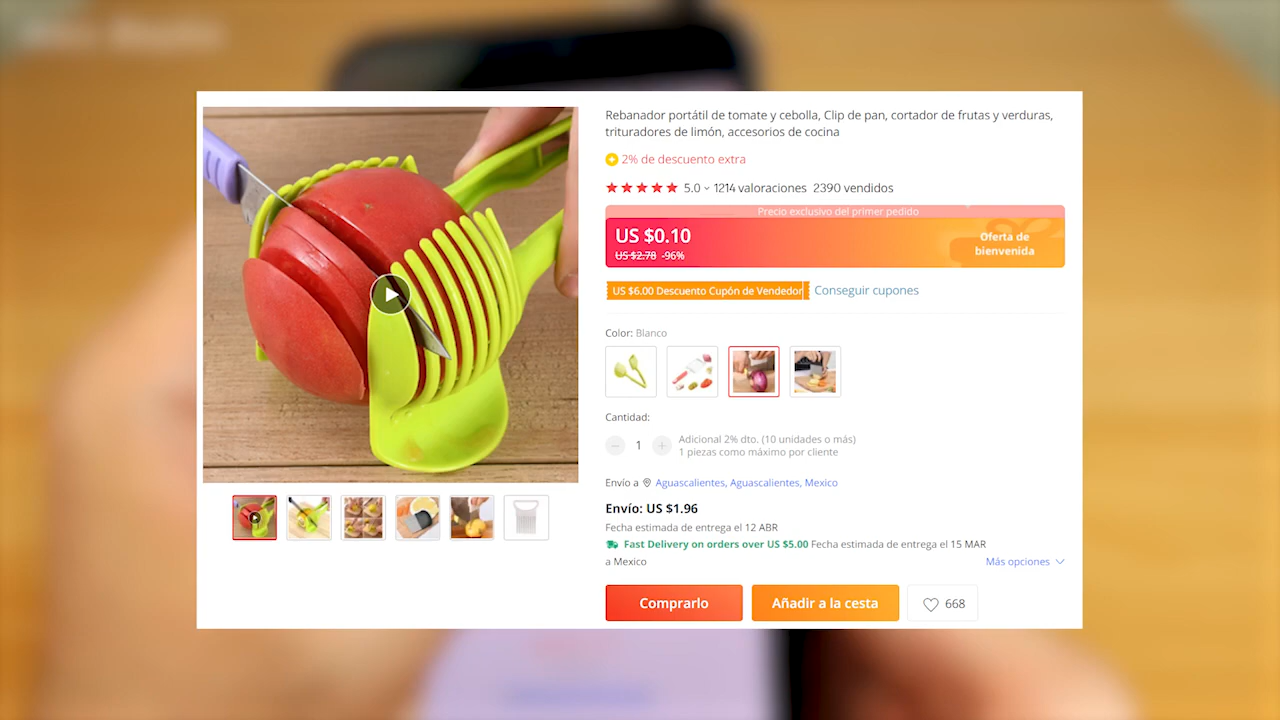 Rebanador portátil de tomate y cebolla, Clip de pan, cortador de frutas y verduras,
trituradores de limón, accesorios de cocina
2% de descuento extra
5.0 1214 valoraciones 2390 vendidos
Precio exclusivo del primer pedido
US $0.10
US $2.78 -96%
Oferta de
bienvenida
US $6.00 Descuento Cupón de Vendedor Conseguir cupones
Color: Blanco
Cantidad:
1
Adicional 2% dto. (10 unidades o más)
1 piezas como máximo por cliente
Envío a Aguascalientes, Aguascalientes, Mexico
Envío: US $1.96
Fecha estimada de entrega el 12 ABR
Fast Delivery on orders over US $5.00 Fecha estimada de entrega el 15 MAR
a Mexico
Más opciones
Comprarlo
Añadir a la cesta
668